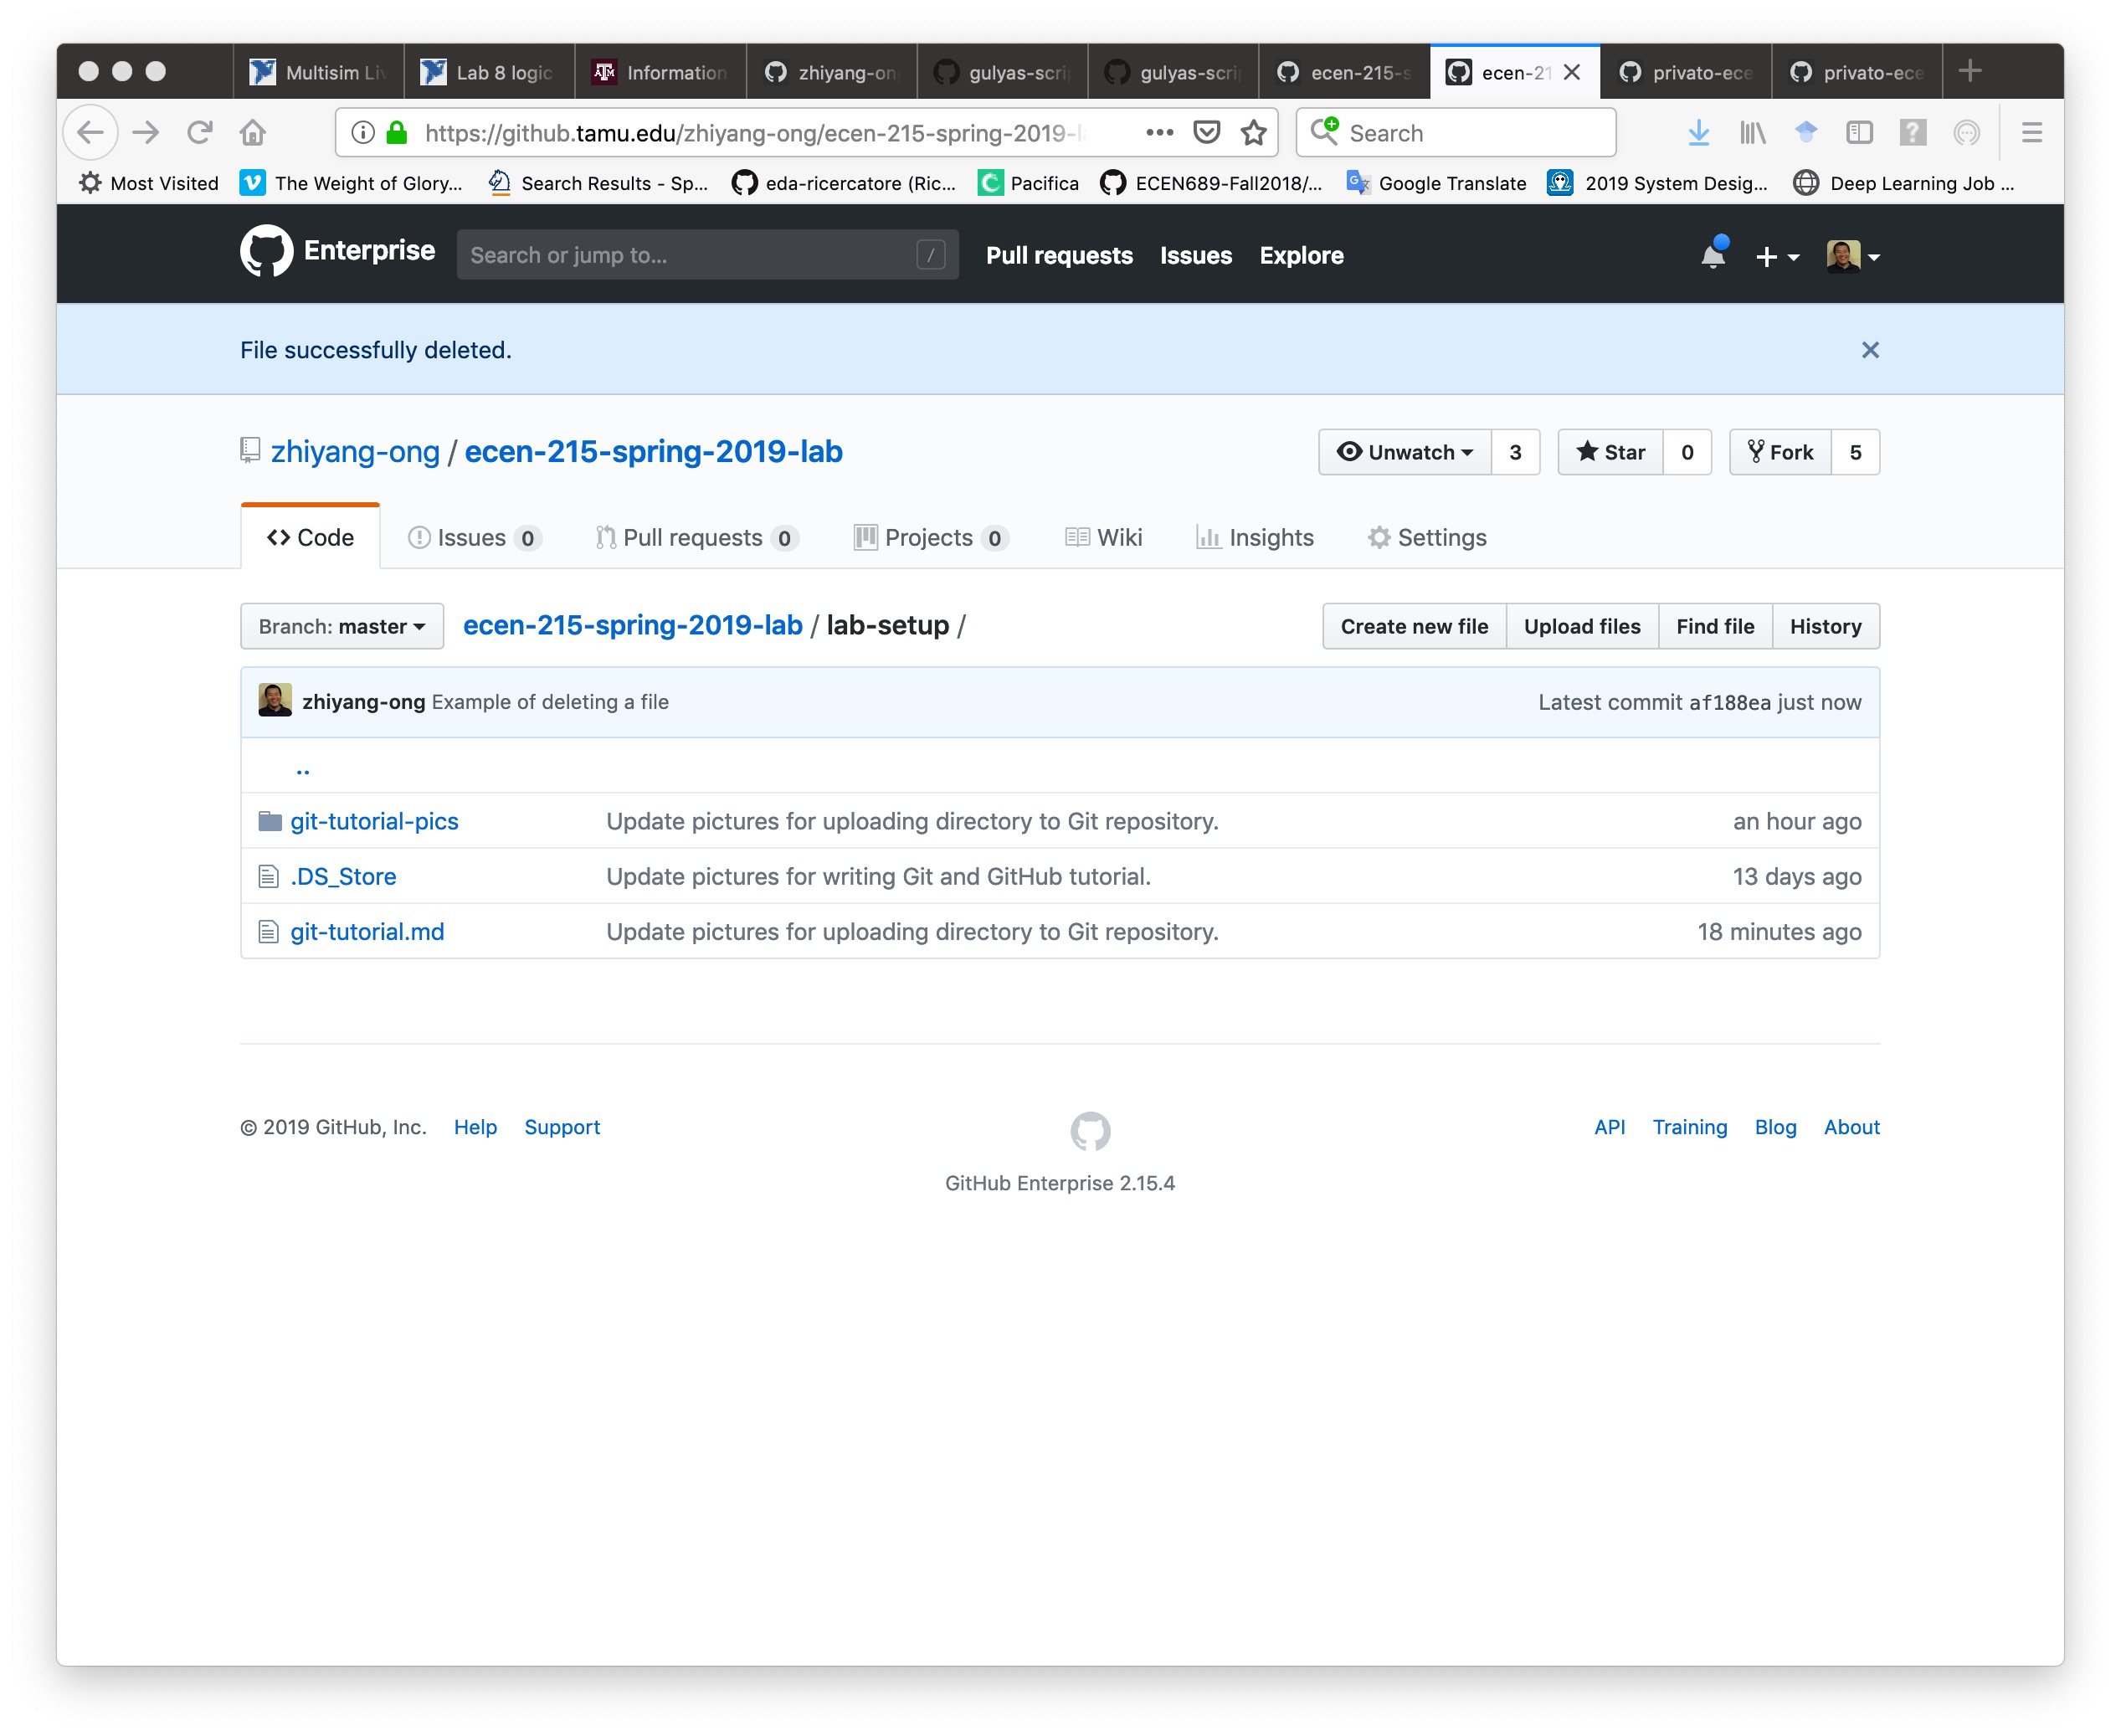 Multisim Liv
Lab 8 logic
Information
zhiyang-on
gulyas-scri
gulyas-scri
ecen-215-s
ecen-21
privato-ece
privato-ece
https://github.tamu.edu/zhiyang-ong/ecen-215-spring-2019-l
Search
Most Visited
The Weight of Glory...
Search Results - Sp...
eda-ricercatore (Ric...
Pacifica
ECEN689-Fall2018/...
Google Translate
2019 System Desig...
Deep Learning Job ...
Enterprise
Search or jump to... /
Pull requests
Issues
Explore
File successfully deleted.
zhiyang-ong / ecen-215-spring-2019-lab
Unwatch 3
Star 0
Fork 5
Code
Issues 0
Pull requests 0
Projects 0
Wiki
Insights
Settings
Branch: master
ecen-215-spring-2019-lab / lab-setup /
Create new file
Upload files
Find file
History
zhiyang-ong Example of deleting a file
Latest commit af188ea just now
..
git-tutorial-pics Update pictures for uploading directory to Git repository. an hour ago
.DS_Store Update pictures for writing Git and GitHub tutorial. 13 days ago
git-tutorial.md Update pictures for uploading directory to Git repository. 18 minutes ago
© 2019 GitHub, Inc. Help Support
API Training Blog About
GitHub Enterprise 2.15.4